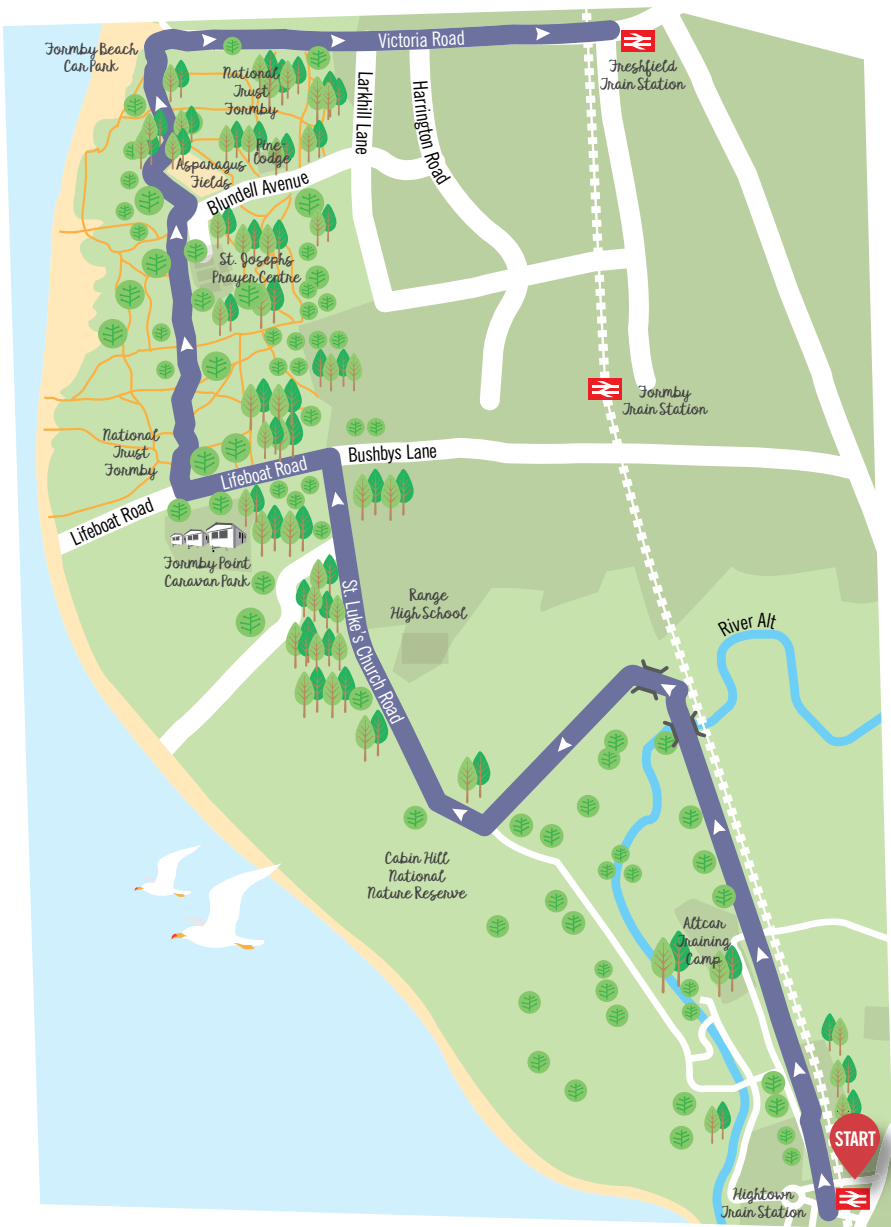 Formby Beach
Car Park
Victoria Road
Freshfield
Train Station
National
Trust
Formby
Larkhill Lane
Harrington Road
Pine-
Lodge
Asparagus
Fields
Blundell Avenue
St. Josephs
Prayer Centre
Formby
Train Station
National
Trust
Formby
Lifeboat Road
Bushbys Lane
Lifeboat Road
Formby Point
Caravan Park
St. Luke's Church Road
Range
High School
River Alt
Cabin Hill
National
Nature Reserve
Altcar
Training
Camp
START
Hightown
Train Station